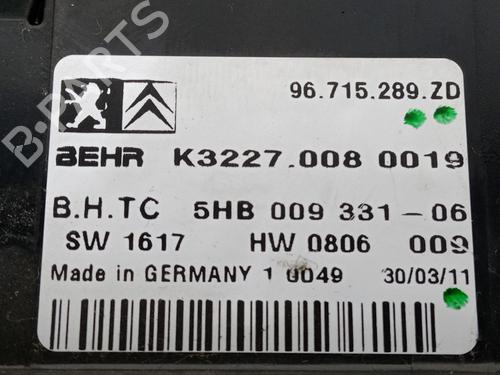 96.715.289.ZD
BEHR K3227.008 0019
B.H.TC 5HB 009 331-06
SW 1617 HW 0806 009
Made in GERMANY 1 0049 30/03/11
B-PARTS